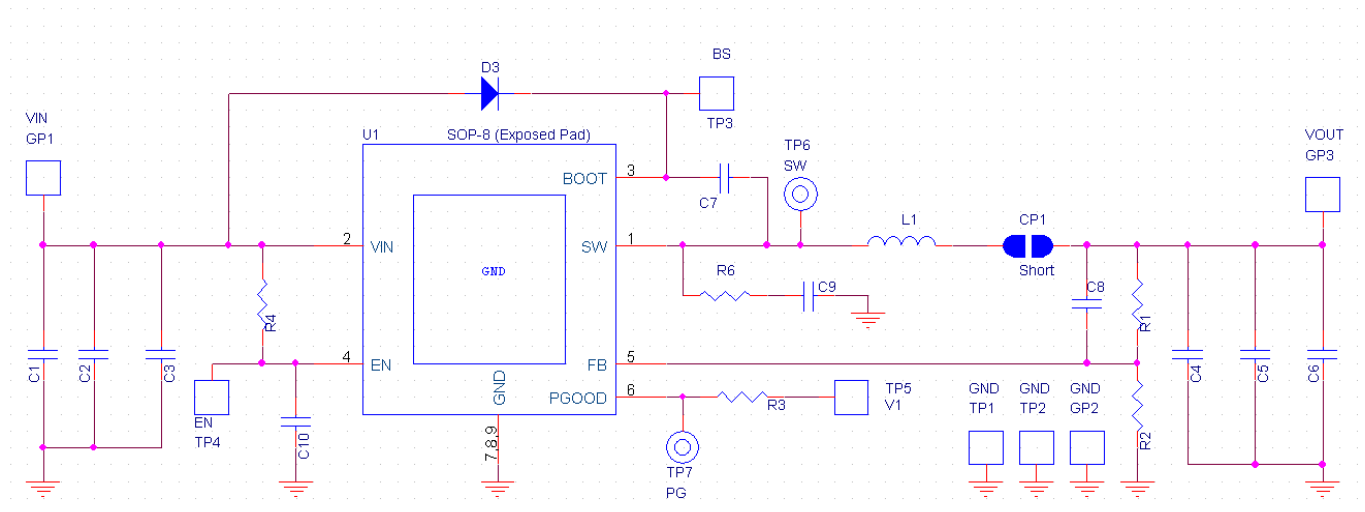 BS
D3
VIN
GP1
U1
SOP-8 (Exposed Pad)
TP3
TP6
SW
VOUT
GP3
BOOT
3
C7
L1
CP1
2
VIN
SW
1
GND
R6
C9
Short
C8
R4
R1
4
EN
FB
5
C1
C2
C3
C4
C5
C6
GND
PGOOD
6
R3
TP5
V1
GND
TP1
GND
TP2
GND
GP2
EN
TP4
C10
7,8,9
R2
TP7
PG